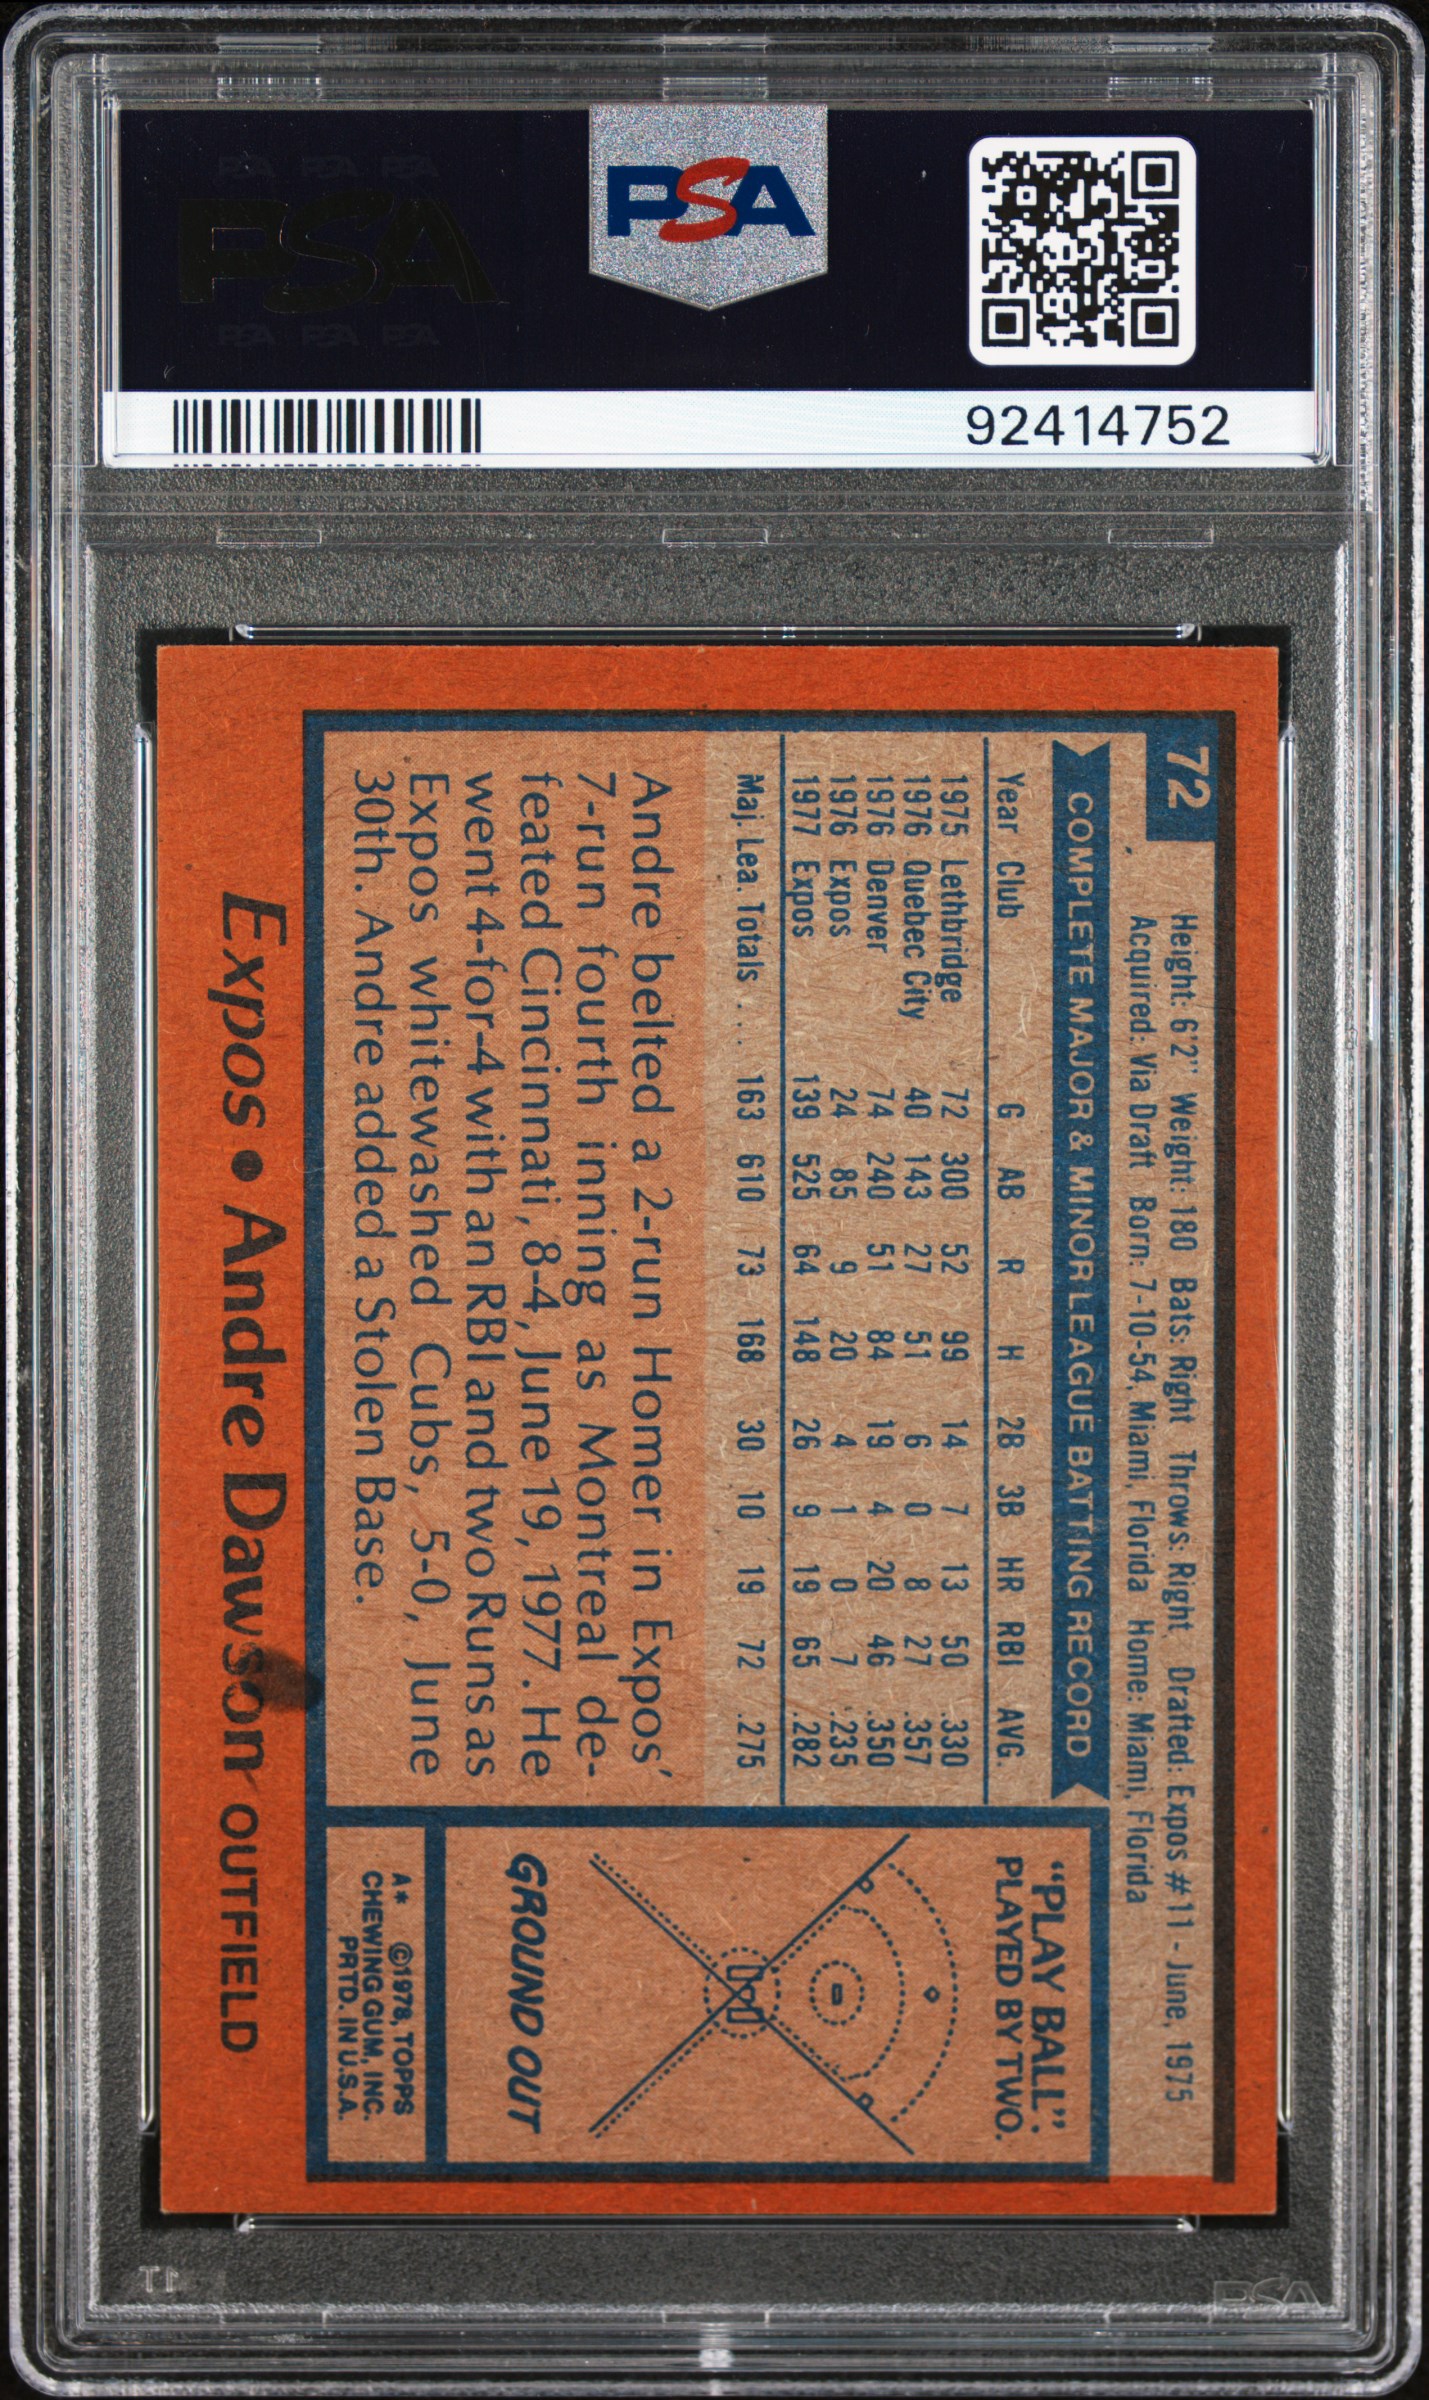 PSA PSA PSA
PSA
PSA PSA PSA
PSA
92414752
72
Height: 6'2" Weight: 180 Bats: Right Throws: Right Drafted: Expos #11 - June, 1975
Acquired: Via Draft Born: 7-10-54, Miami, Florida Home: Miami, Florida
COMPLETE MAJOR & MINOR LEAGUE BATTING RECORD
Year Club G AB R H 2B 3B HR RBI AVG.
1975 Lethbridge 72 300 52 99 14 7 13 50 .330
1976 Quebec City 40 143 27 51 6 0 8 27 .357
1976 Denver 74 240 51 84 19 4 20 46 .350
1976 Expos 24 85 9 20 4 1 0 7 .235
1977 Expos 139 525 64 148 26 9 19 65 .282
Maj. Lea. Totals . . . 163 610 73 168 30 10 19 72 .275
Andre belted a 2-run Homer in Expos'
7-run fourth inning as Montreal de-
feated Cincinnati, 8-4, June 19, 1977. He
went 4-for-4 with an RBI and two Runs as
Expos whitewashed Cubs, 5-0, June
30th. Andre added a Stolen Base.
"PLAY BALL":
PLAYED BY TWO.
GROUND OUT
A* ©1978, TOPPS
CHEWING GUM, INC.
PRTD. IN U.S.A.
Expos • Andre Dawson OUTFIELD
PSA